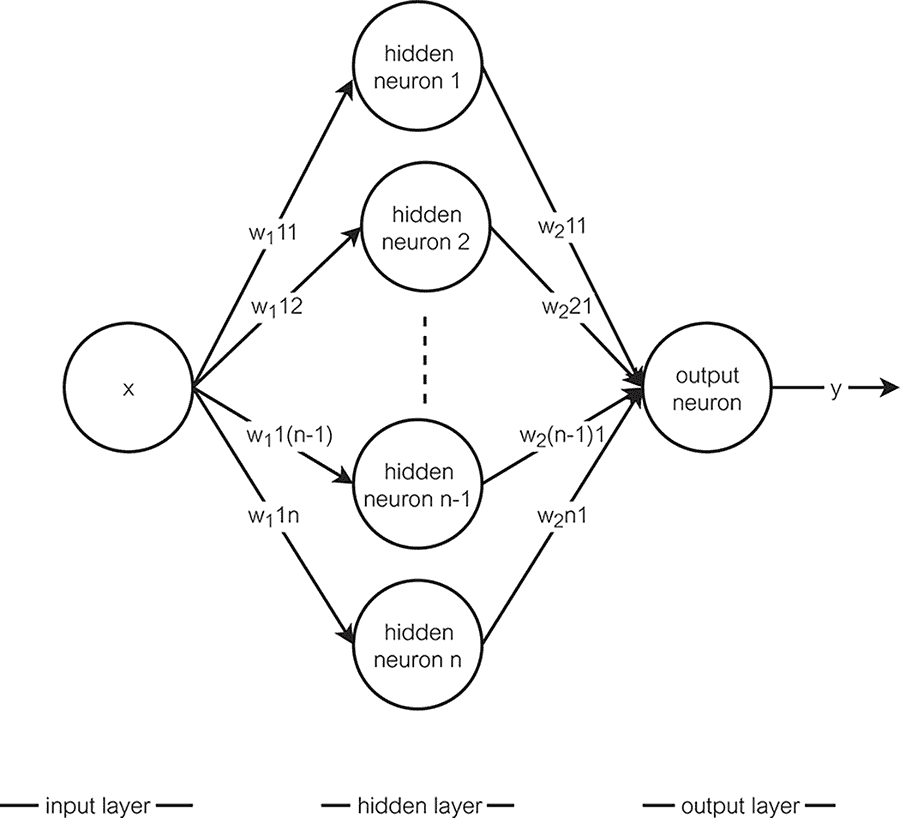 hidden
neuron 1
hidden
neuron 2
w₁11
w₂11
w₁12
w₂21
x
output
neuron
y
w₁1(n-1)
w₂(n-1)1
hidden
neuron n-1
w₁1n
w₂n1
hidden
neuron n
input layer
hidden layer
output layer